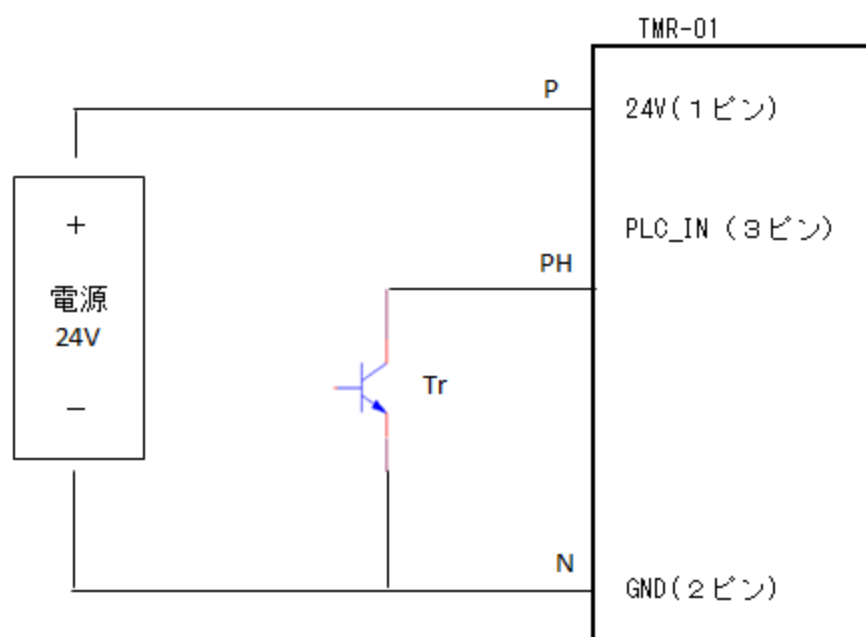 TMR-01
P
24V(１ピン)
+
PLC_IN (３ピン)
PH
電源
24V
Tr
−
N
GND(２ピン)